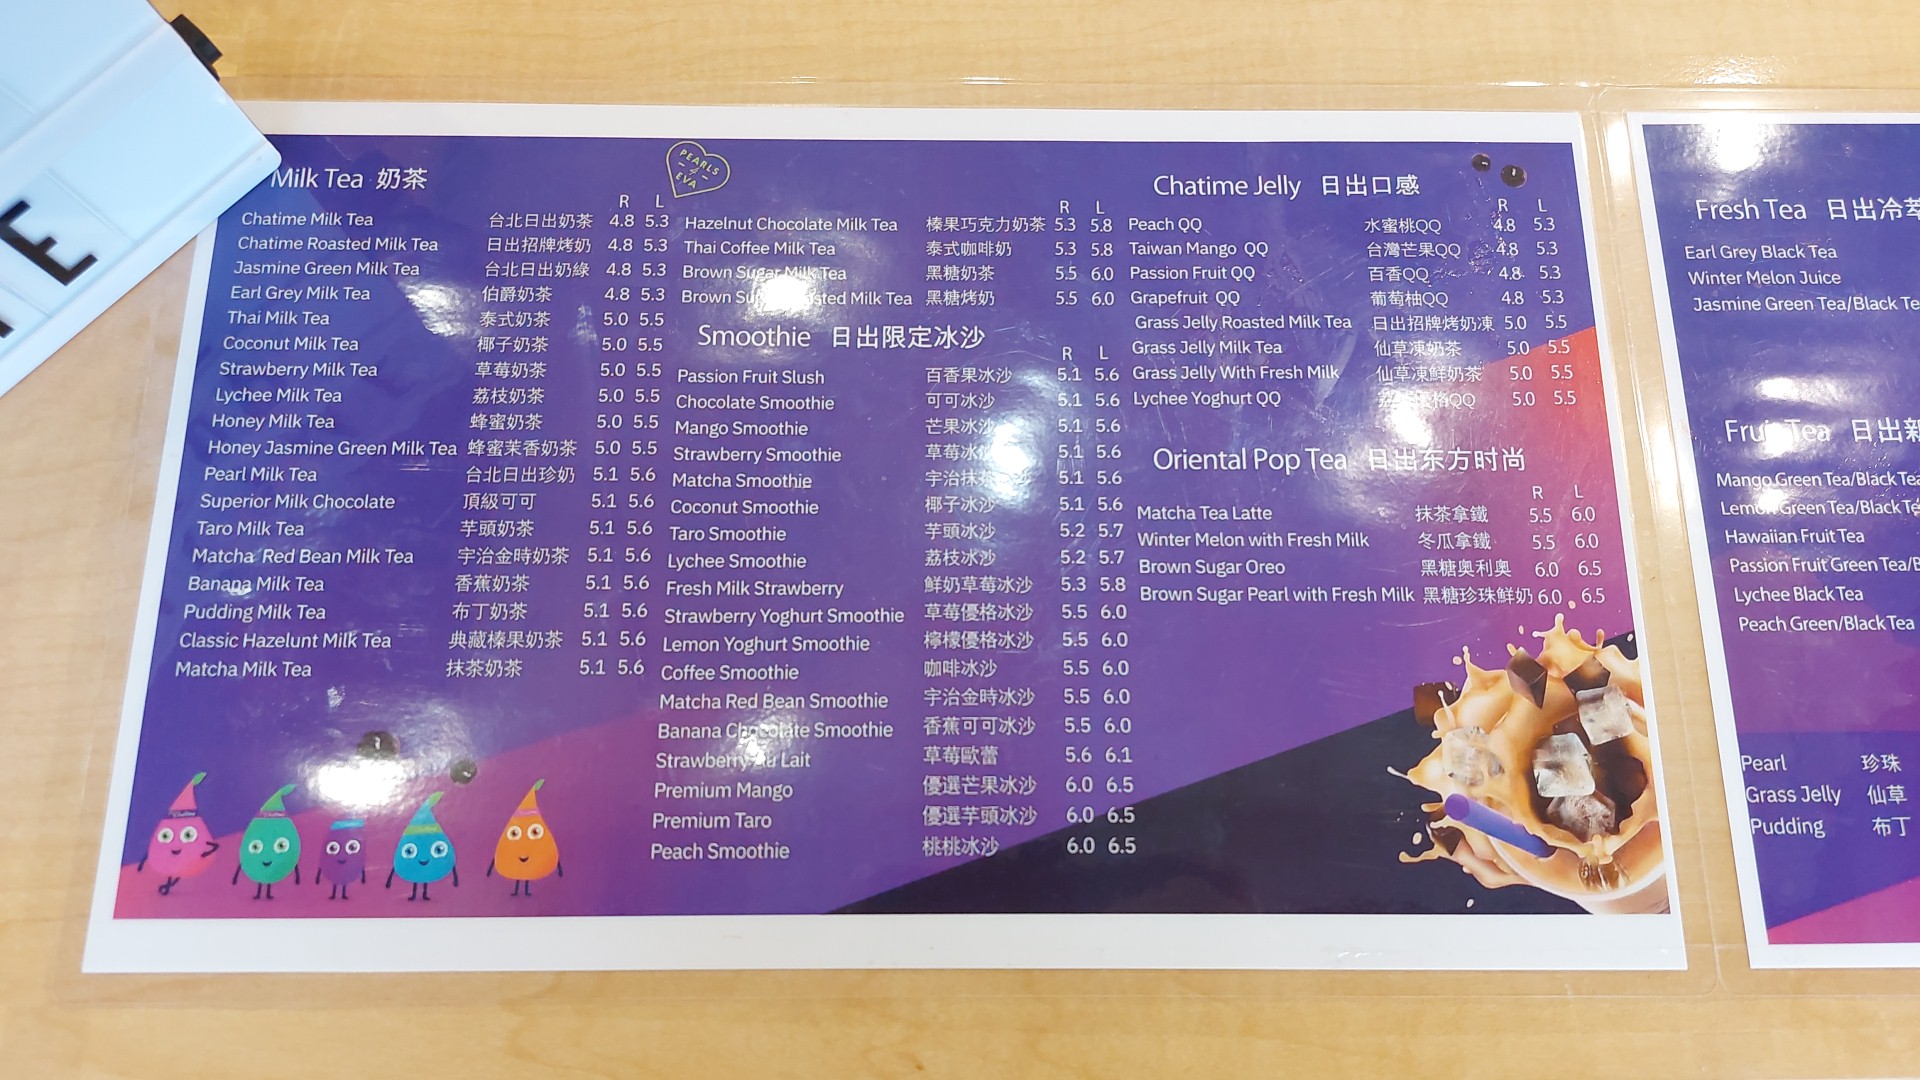 E
Milk Tea 奶茶
R L
Chatime Milk Tea 台北日出奶茶 4.8 5.3
Chatime Roasted Milk Tea 日出招牌烤奶 4.8 5.3
Jasmine Green Milk Tea 台北日出奶綠 4.8 5.3
Earl Grey Milk Tea 伯爵奶茶 4.8 5.3
Thai Milk Tea 泰式奶茶 5.0 5.5
Coconut Milk Tea 椰子奶茶 5.0 5.5
Strawberry Milk Tea 草莓奶茶 5.0 5.5
Lychee Milk Tea 荔枝奶茶 5.0 5.5
Honey Milk Tea 蜂蜜奶茶 5.0 5.5
Honey Jasmine Green Milk Tea 蜂蜜茉香奶茶 5.0 5.5
Pearl Milk Tea 台北日出珍奶 5.1 5.6
Superior Milk Chocolate 頂級可可 5.1 5.6
Taro Milk Tea 芋頭奶茶 5.1 5.6
Matcha Red Bean Milk Tea 宇治金時奶茶 5.1 5.6
Banana Milk Tea 香蕉奶茶 5.1 5.6
Pudding Milk Tea 布丁奶茶 5.1 5.6
Classic Hazelunt Milk Tea 典藏榛果奶茶 5.1 5.6
Matcha Milk Tea 抹茶奶茶 5.1 5.6
PEARLS
4
EVA
R L
Hazelnut Chocolate Milk Tea 榛果巧克力奶茶 5.3 5.8
Thai Coffee Milk Tea 泰式咖啡奶 5.3 5.8
Brown Sugar Milk Tea 黑糖奶茶 5.5 6.0
Brown Milk Tea 黑糖烤奶 5.5 6.0
Smoothie 日出限定冰沙
R L
Passion Fruit Slush 百香果冰沙 5.1 5.6
Chocolate Smoothie 可可冰沙 5.1 5.6
Mango Smoothie 芒果冰沙 5.1 5.6
Strawberry Smoothie 草莓冰 5.1 5.6
Matcha Smoothie 宇治抹 5.1 5.6
Coconut Smoothie 椰子冰沙 5.1 5.6
Taro Smoothie 芋頭冰沙 5.2 5.7
Lychee Smoothie 荔枝冰沙 5.2 5.7
Fresh Milk Strawberry 鮮奶草莓冰沙 5.3 5.8
Strawberry Yoghurt Smoothie 草莓優格冰沙 5.5 6.0
Lemon Yoghurt Smoothie 檸檬優格冰沙 5.5 6.0
Coffee Smoothie 咖啡冰沙 5.5 6.0
Matcha Red Bean Smoothie 宇治金時冰沙 5.5 6.0
Banana Chocolate Smoothie 香蕉可可冰沙 5.5 6.0
Strawberry Au Lait 草莓歐蕾 5.6 6.1
Premium Mango 優選芒果冰沙 6.0 6.5
Premium Taro 優選芋頭冰沙 6.0 6.5
Peach Smoothie 桃桃冰沙 6.0 6.5
Chatime Jelly 日出口感
R L
Peach QQ 水蜜桃QQ 4.8 5.3
Taiwan Mango QQ 台灣芒果QQ 4.8 5.3
Passion Fruit QQ 百香QQ 4.8 5.3
Grapefruit QQ 葡萄柚QQ 4.8 5.3
Grass Jelly Roasted Milk Tea 日出招牌烤奶凍 5.0 5.5
Grass Jelly Milk Tea 仙草凍奶茶 5.0 5.5
Grass Jelly With Fresh Milk 仙草凍鮮奶茶 5.0 5.5
Lychee Yoghurt QQ 格QQ 5.0 5.5
Oriental Pop Tea 日出东方时尚
R L
Matcha Tea Latte 抹茶拿鐵 5.5 6.0
Winter Melon with Fresh Milk 冬瓜拿鐵 5.5 6.0
Brown Sugar Oreo 黑糖奥利奥 6.0 6.5
Brown Sugar Pearl with Fresh Milk 黑糖珍珠鮮奶 6.0 6.5
Fresh Tea 日出冷萃
Earl Grey Black Tea
Winter Melon Juice
Jasmine Green Tea/Black Te
Fruit Tea 日出新
Mango Green Tea/Black Tea
Lemon Green Tea/Black Te
Hawaiian Fruit Tea
Passion Fruit Green Tea/B
Lychee Black Tea
Peach Green/Black Tea
Pearl 珍珠
Grass Jelly 仙草
Pudding 布丁